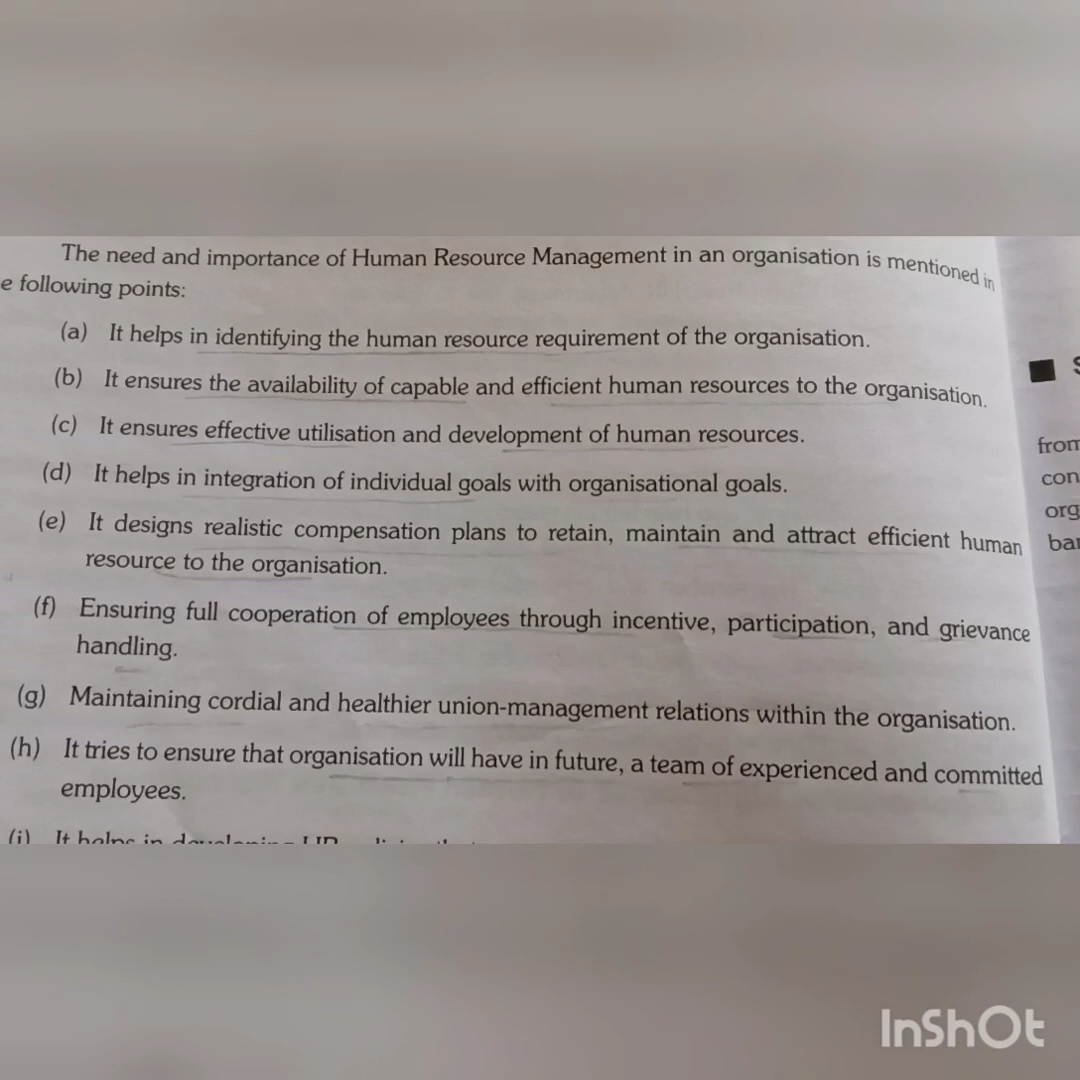 The need and importance of Human Resource Management in an organisation is mentioned in
e following points:
(a) It helps in identifying the human resource requirement of the organisation.
(b) It ensures the availability of capable and efficient human resources to the organisation.
(c) It ensures effective utilisation and development of human resources.
(d) It helps in integration of individual goals with organisational goals.
(e) It designs realistic compensation plans to retain, maintain and attract efficient human
resource to the organisation.
(f) Ensuring full cooperation of employees through incentive, participation, and grievance
handling.
(g) Maintaining cordial and healthier union-management relations within the organisation.
(h) It tries to ensure that organisation will have in future, a team of experienced and committed
employees.
(i) It helps in developing HR
from
con
org
bar
InShOt